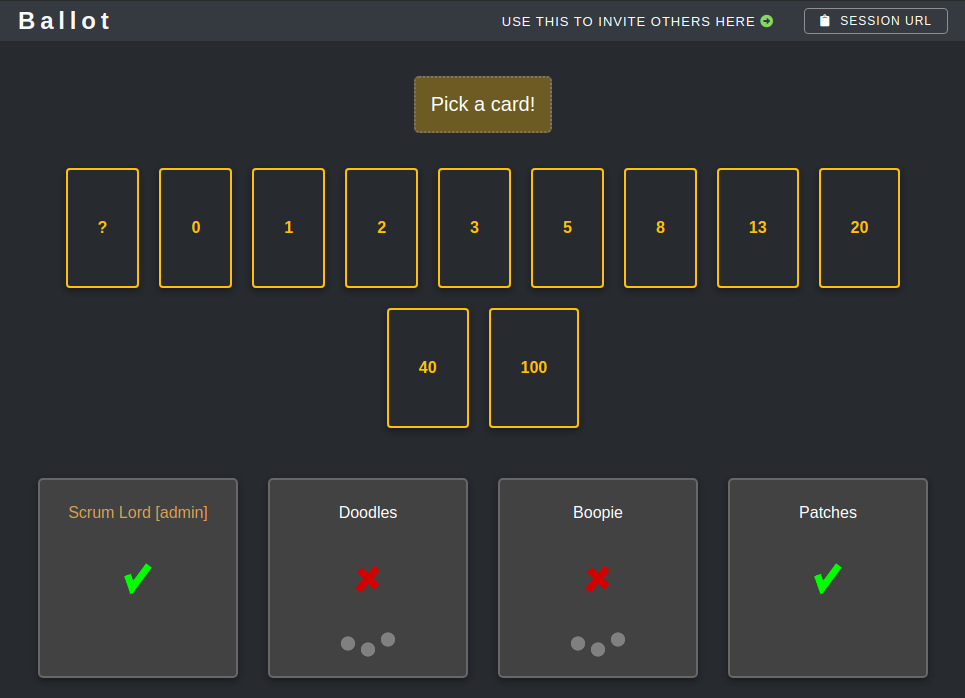 Ballot
USE THIS TO INVITE OTHERS HERE
SESSION URL
Pick a card!
? 0 1 2 3 5 8 13 20
40 100
Scrum Lord [admin] Doodles Boopie Patches